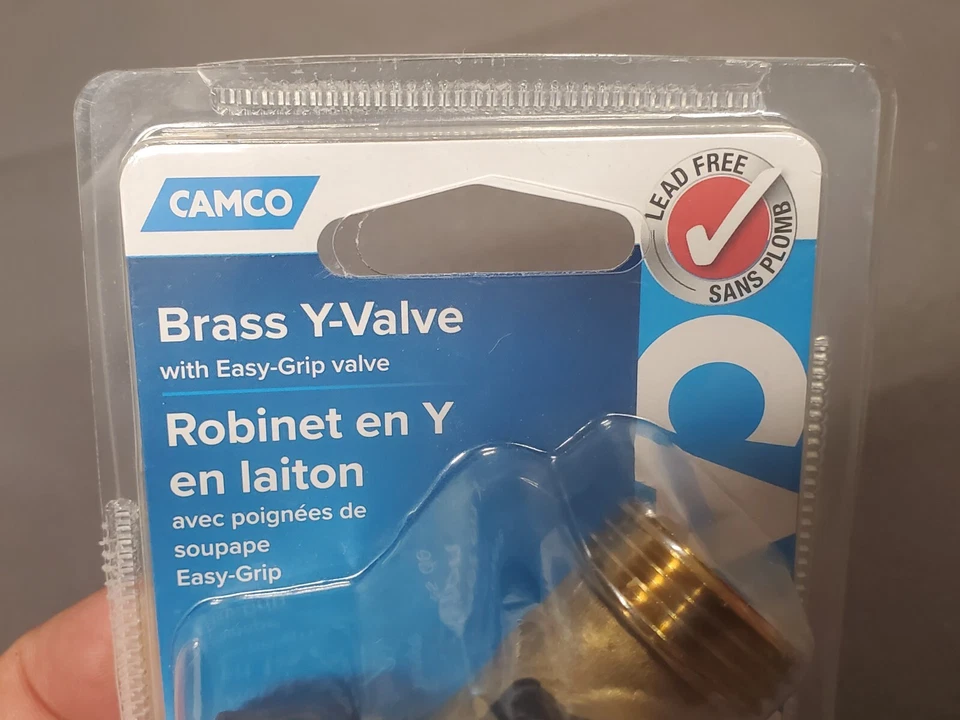 CAMCO
LEAD FREE
SANS PLOMB
Brass Y-Valve
with Easy-Grip valve
Robinet en Y
en laiton
avec poignées de
soupape
Easy-Grip